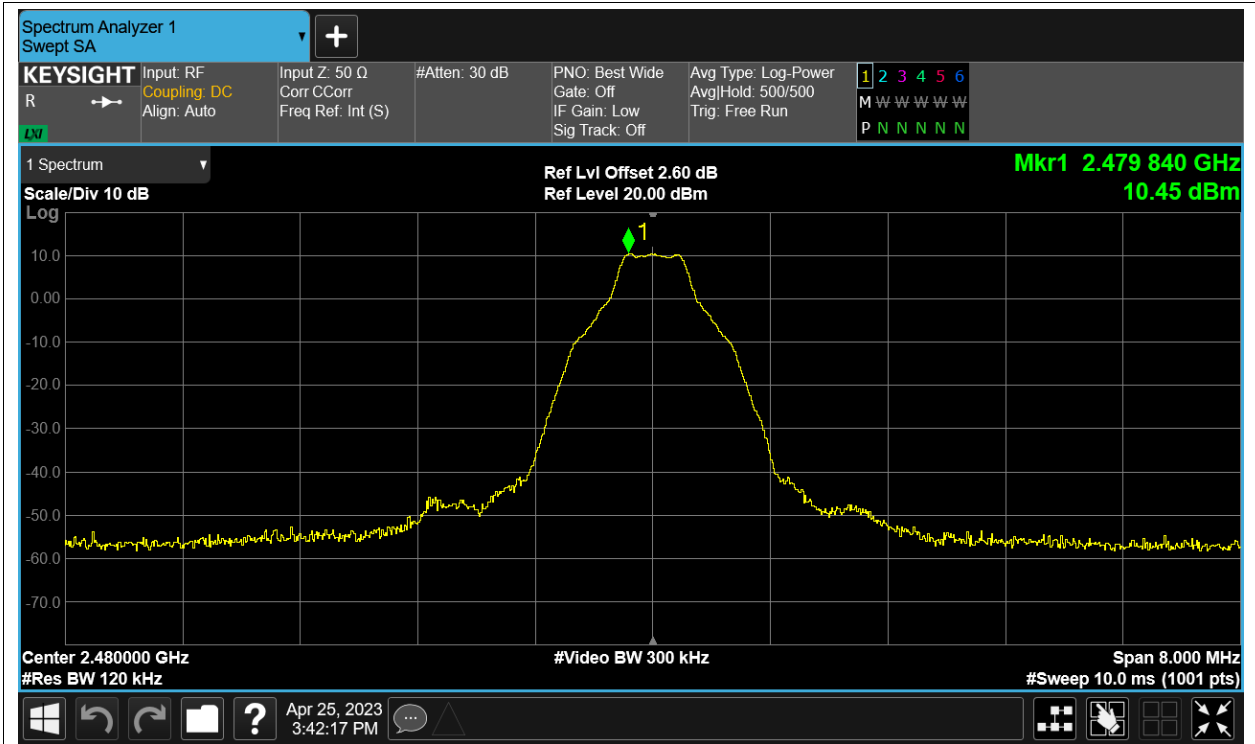 Spectrum Analyzer 1
Swept SA
+
KEYSIGHT
R
LXI
Input: RF
Coupling: DC
Align: Auto
Input Z: 50 Ω
Corr CCorr
Freq Ref: Int (S)
#Atten: 30 dB
PNO: Best Wide
Gate: Off
IF Gain: Low
Sig Track: Off
Avg Type: Log-Power
Avg|Hold: 500/500
Trig: Free Run
1 2 3 4 5 6
M W W W W W
P N N N N N
1 Spectrum
Scale/Div 10 dB
Log
Ref Lvl Offset 2.60 dB
Ref Level 20.00 dBm
Mkr1 2.479 840 GHz
10.45 dBm
1
10.0
0.00
-10.0
-20.0
-30.0
-40.0
-50.0
-60.0
-70.0
Center 2.480000 GHz
#Video BW 300 kHz
Span 8.000 MHz
#Res BW 120 kHz
#Sweep 10.0 ms (1001 pts)
?
Apr 25, 2023
3:42:17 PM